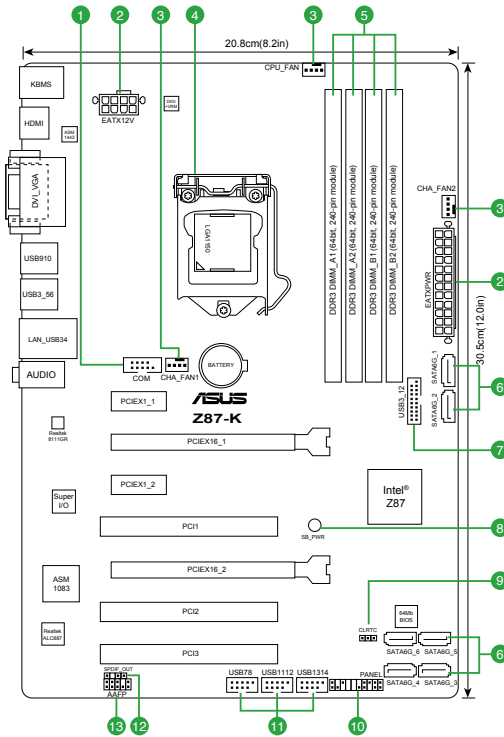 1
2
3
4
3
5
20.8cm(8.2in)
CPU_FAN
KBMS
EATX12V
DIGI
+VRM
HDMI
ASM
1442
DVI_VGA
LGA1150
DDR3 DIMM_A1 (64bit, 240-pin module)
DDR3 DIMM_A2 (64bit, 240-pin module)
DDR3 DIMM_B1 (64bit, 240-pin module)
DDR3 DIMM_B2 (64bit, 240-pin module)
CHA_FAN2
3
EATXPWR
2
30.5cm(12.0in)
USB910
USB3_56
LAN_USB34
AUDIO
1
COM
CHA_FAN1
BATTERY
SATA6G_1
SATA6G_2
6
USB3_12
7
PCIEX1_1
ASUS
Z87-K
Realtek
8111GR
PCIEX16_1
PCIEX1_2
Super
I/O
Intel®
Z87
PCI1
SB_PWR
8
PCIEX16_2
ASM
1083
9
64Mb
BIOS
CLRTC
PCI2
Realtek
ALC887
SATA6G_6
SATA6G_5
6
PCI3
SATA6G_4
SATA6G_3
SPDIF_OUT
AAFP
USB78
USB1112
USB1314
PANEL
13
12
11
10